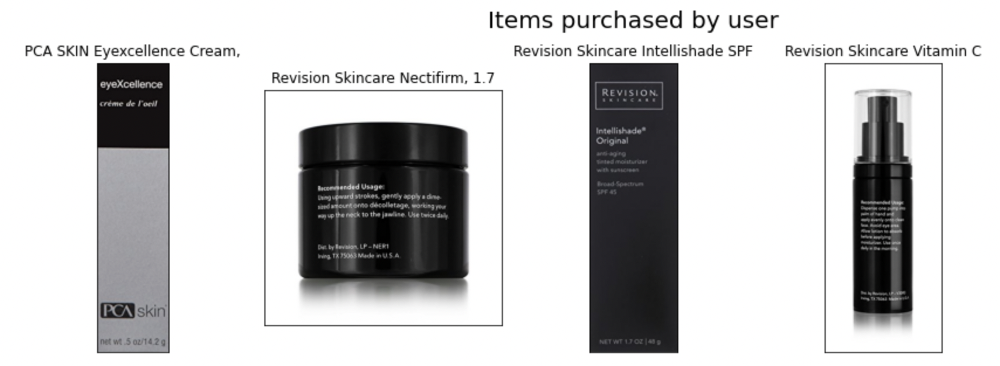 Items purchased by user
PCA SKIN Eyexcellence Cream,
eyeXcellence
crème de l'oeil
PCA skin
net wt .5 oz/14.2 g
Revision Skincare Nectifirm, 1.7
Recommended Usage:
Using upward strokes, gently apply a dime-
sized amount onto décolletage, working your
way up the neck to the jawline. Use twice daily.
Dist. by Revision, LP – NER1
Irving, TX 75063 Made in U.S.A.
Revision Skincare Intellishade SPF
REVISION.
SKINCARE
Intellishade®
Original
anti-aging
tinted moisturizer
with sunscreen
Broad-Spectrum
SPF 45
NET WT 1.7 OZ | 48 g
Revision Skincare Vitamin C
Recommended Usage:
Dispense one pump into
palm of hand and
apply evenly onto clean
face. Avoid eye area.
Allow lotion to absorb
before applying
moisturizer. Use once
daily in the morning.
Dist. by Revision, LP –
Irving, TX 75063 Made in U.S.A.